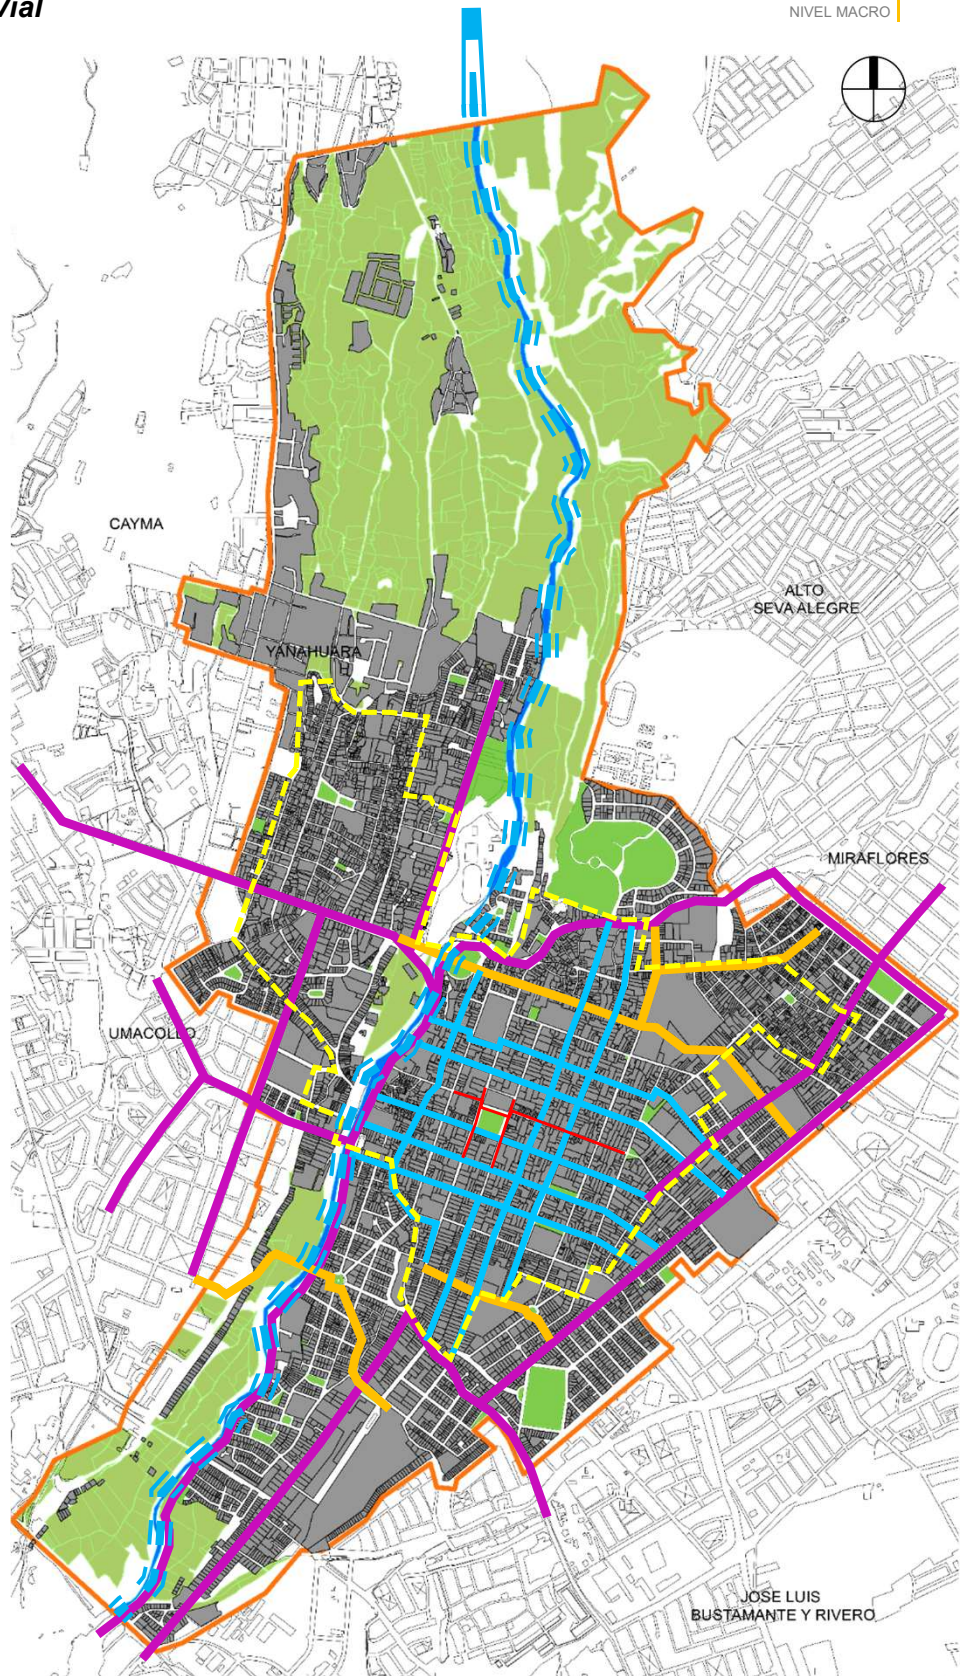 Vial
NIVEL MACRO
CAYMA
ALTO
SEVA ALEGRE
YANAHUARA
MIRAFLORES
UMACOLLO
JOSE LUIS
BUSTAMANTE Y RIVERO